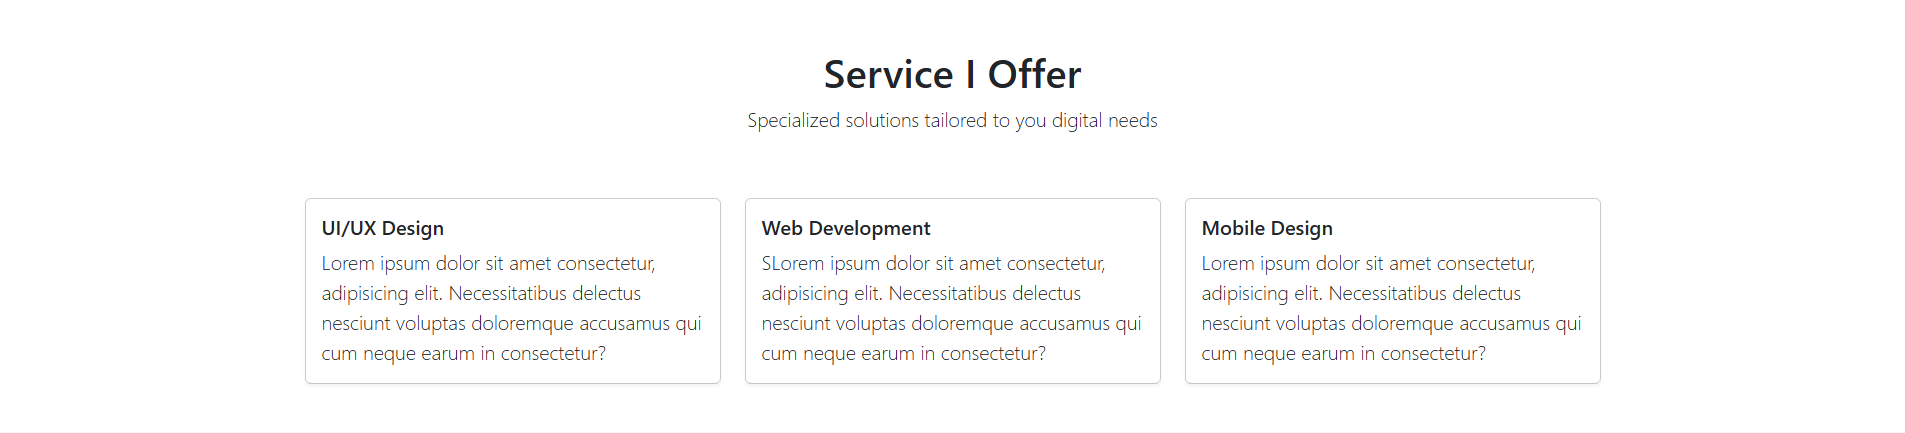 Service I Offer
Specialized solutions tailored to you digital needs
UI/UX Design
Lorem ipsum dolor sit amet consectetur,
adipisicing elit. Necessitatibus delectus
nesciunt voluptas doloremque accusamus qui
cum neque earum in consectetur?
Web Development
SLorem ipsum dolor sit amet consectetur,
adipisicing elit. Necessitatibus delectus
nesciunt voluptas doloremque accusamus qui
cum neque earum in consectetur?
Mobile Design
Lorem ipsum dolor sit amet consectetur,
adipisicing elit. Necessitatibus delectus
nesciunt voluptas doloremque accusamus qui
cum neque earum in consectetur?